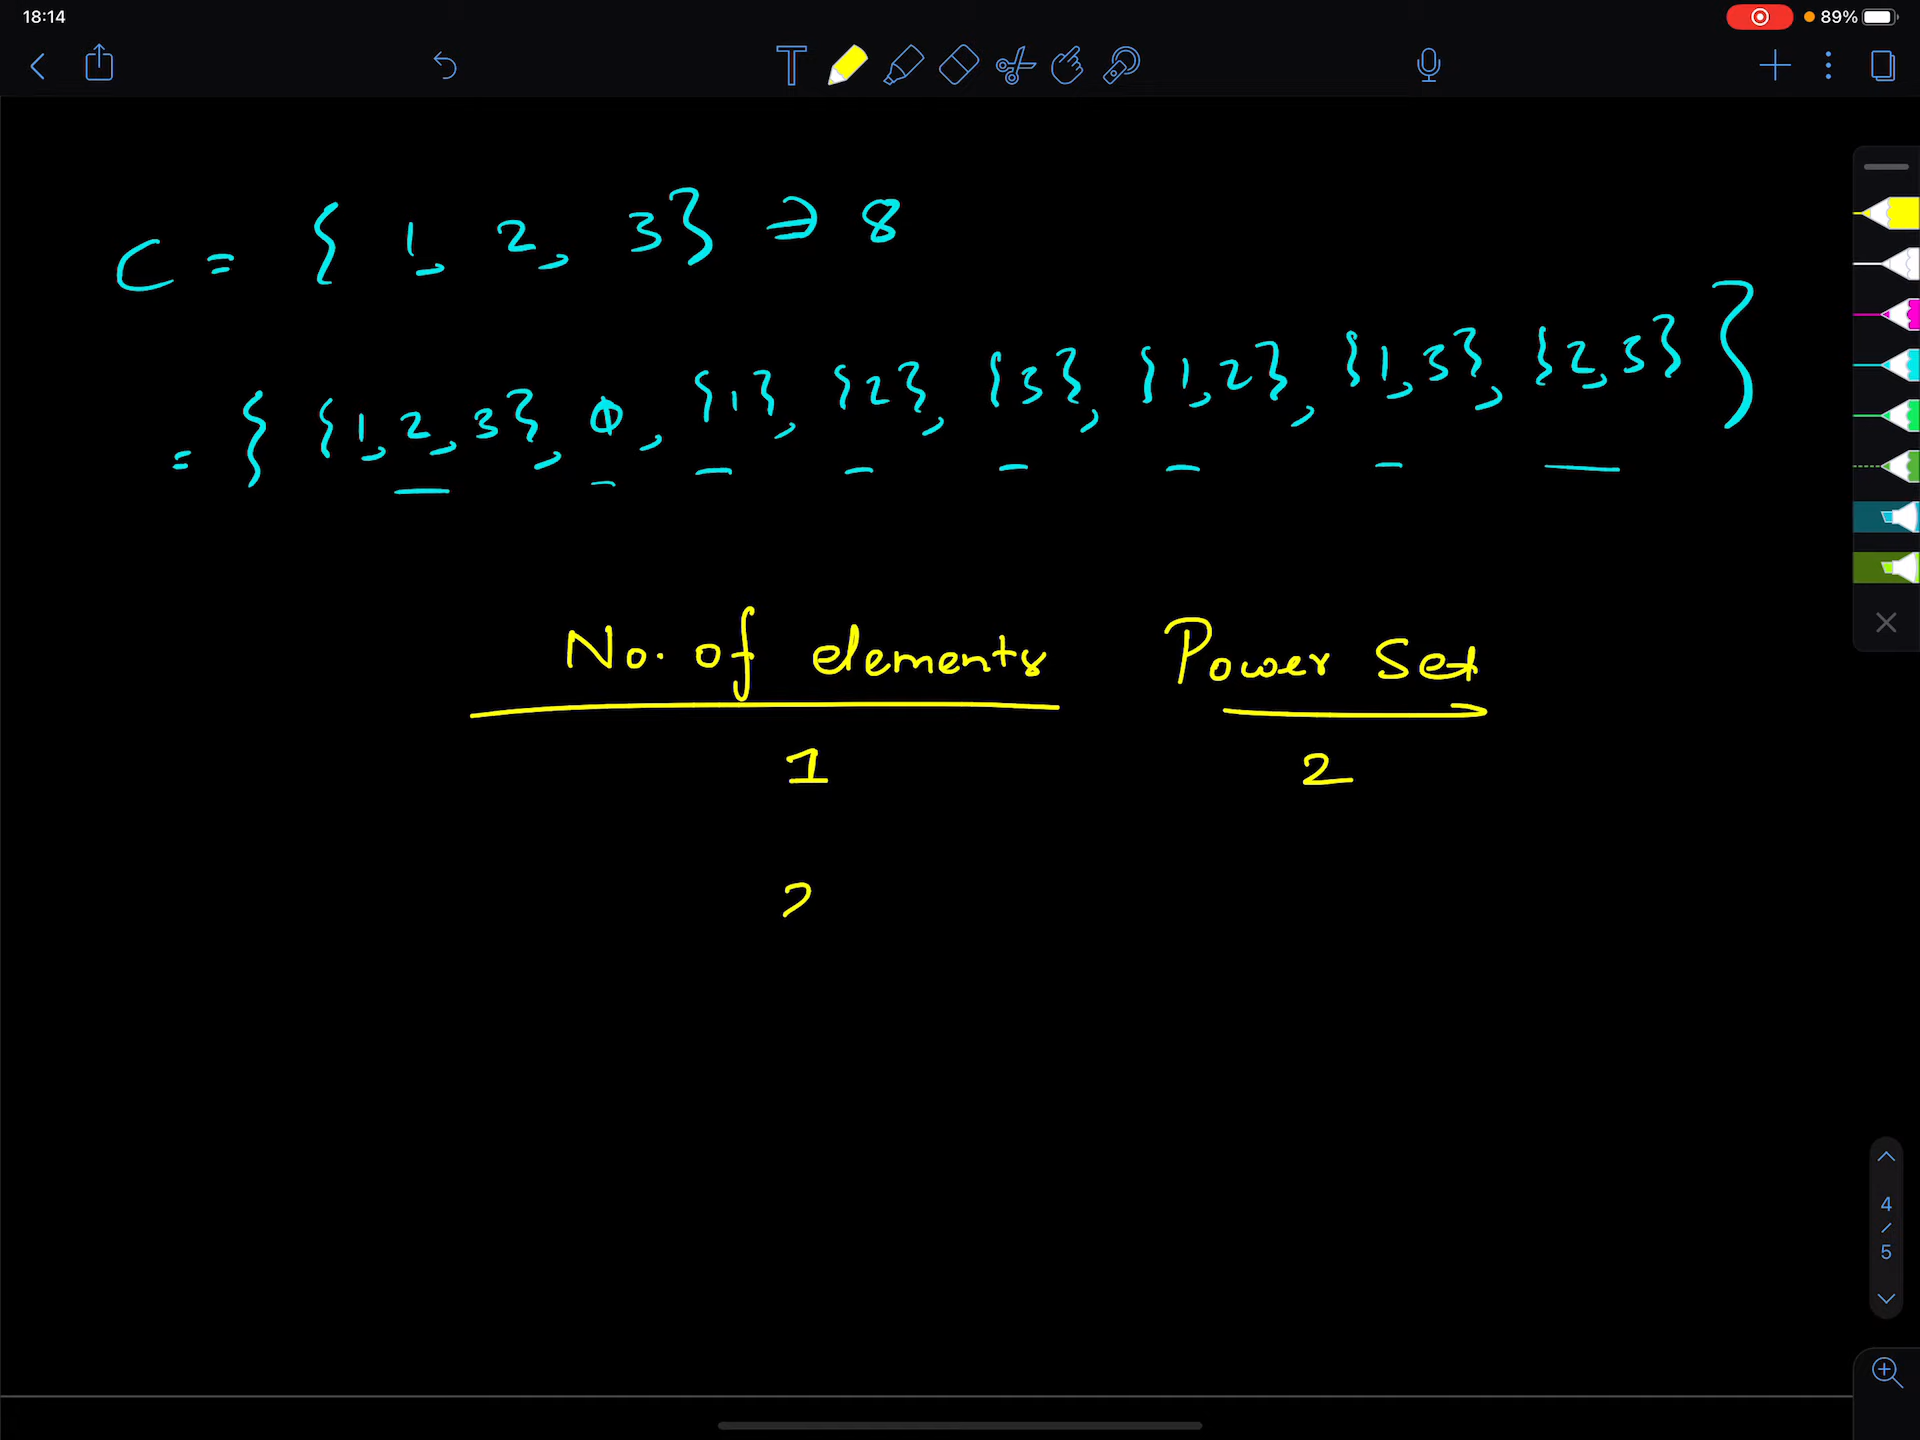 18:14
89%
C = { 1, 2, 3} ⇒ 8
= { {1,2,3}, φ, {1}, {2}, {3}, {1,2}, {1,3}, {2,3} }
No. of elements Power Set
1 2
2
4
/
5